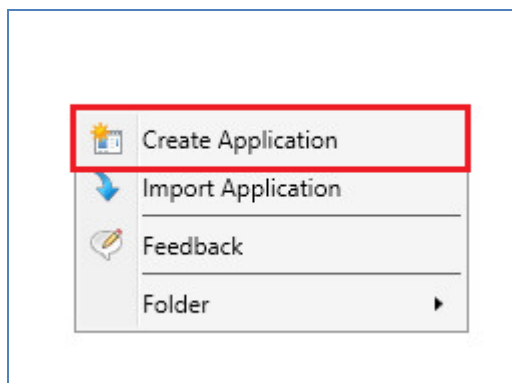 Create Application
Import Application
Feedback
Folder